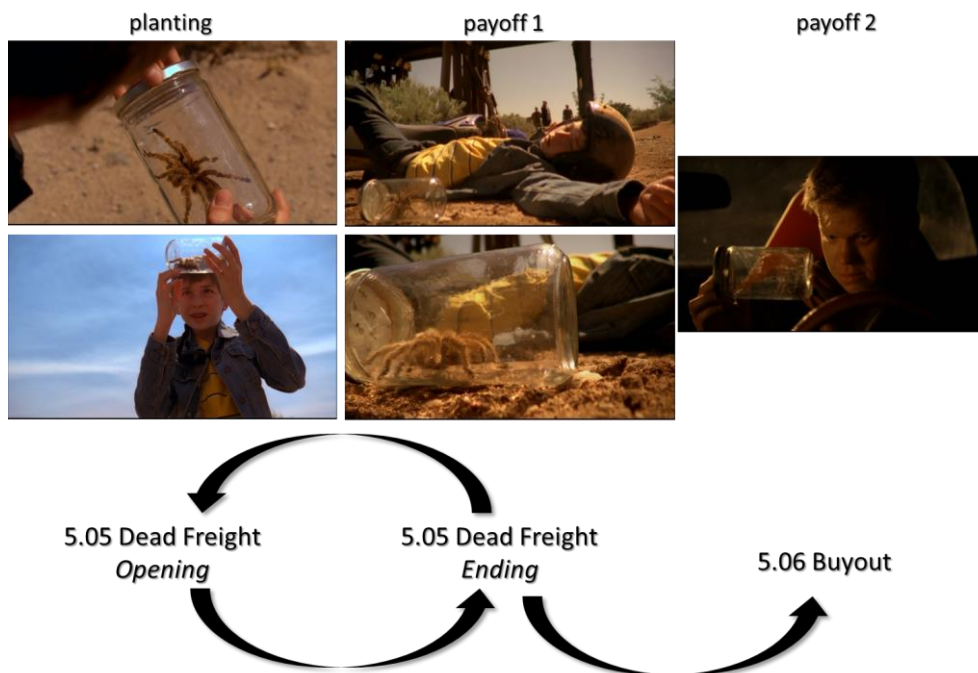 planting
payoff 1
payoff 2
5.05 Dead Freight
Opening
5.05 Dead Freight
Ending
5.06 Buyout